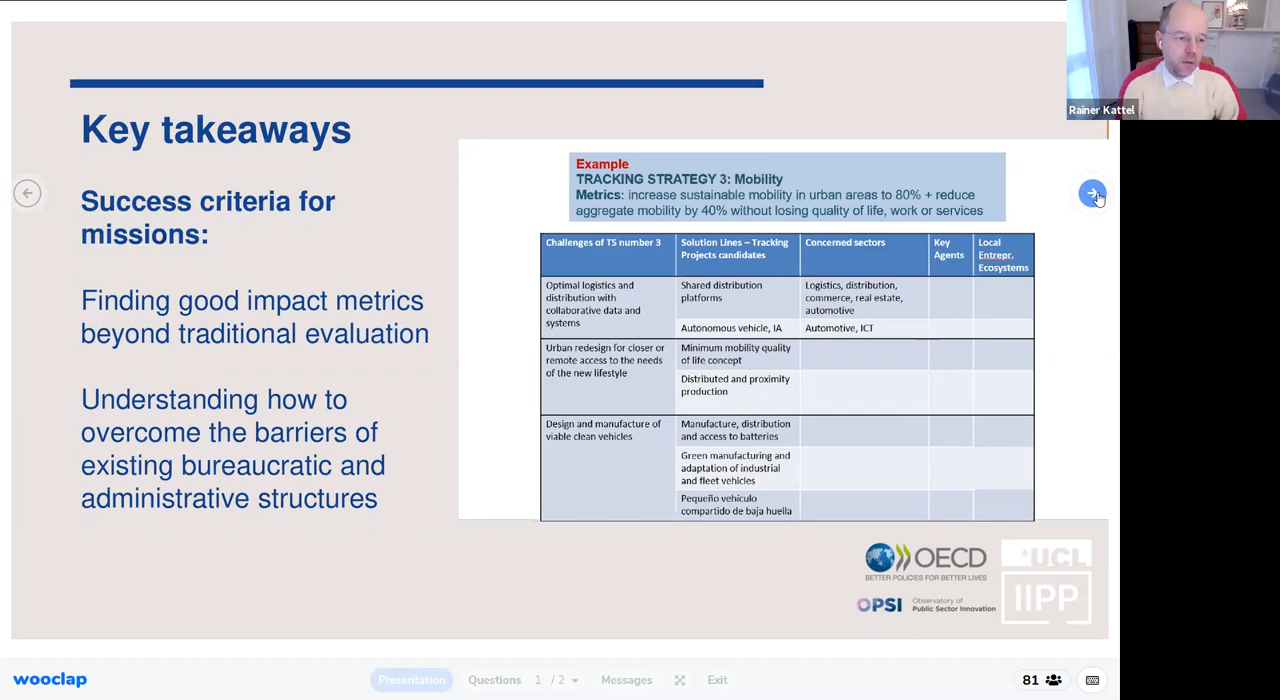 Rainer Kattel
Key takeaways
Success criteria for
missions:
Finding good impact metrics
beyond traditional evaluation
Understanding how to
overcome the barriers of
existing bureaucratic and
administrative structures
Example
TRACKING STRATEGY 3: Mobility
Metrics: increase sustainable mobility in urban areas to 80% + reduce
aggregate mobility by 40% without losing quality of life, work or services
Challenges of TS number 3
Solution Lines – Tracking
Projects candidates
Concerned sectors
Key
Agents
Local
Entrepr.
Ecosystems
Optimal logistics and
distribution with
collaborative data and
systems
Shared distribution
platforms
Logistics, distribution,
commerce, real estate,
automotive
Autonomous vehicle, IA
Automotive, ICT
Urban redesign for closer or
remote access to the needs
of the new lifestyle
Minimum mobility quality
of life concept
Distributed and proximity
production
Design and manufacture of
viable clean vehicles
Manufacture, distribution
and access to batteries
Green manufacturing and
adaptation of industrial
and fleet vehicles
Pequeño vehículo
compartido de baja huella
OECD
BETTER POLICIES FOR BETTER LIVES
OPSI
Observatory of
Public Sector Innovation
UCL
IIPP
wooclap
Presentation
Questions 1 / 2
Messages
Exit
81